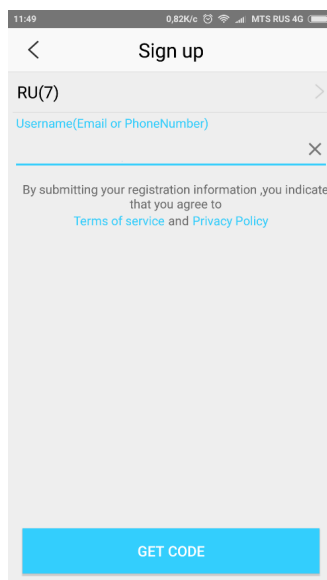 11:49 0,82K/c MTS RUS 4G
Sign up
RU(7)
Username(Email or PhoneNumber)
By submitting your registration information ,you indicate
that you agree to
Terms of service and Privacy Policy
GET CODE